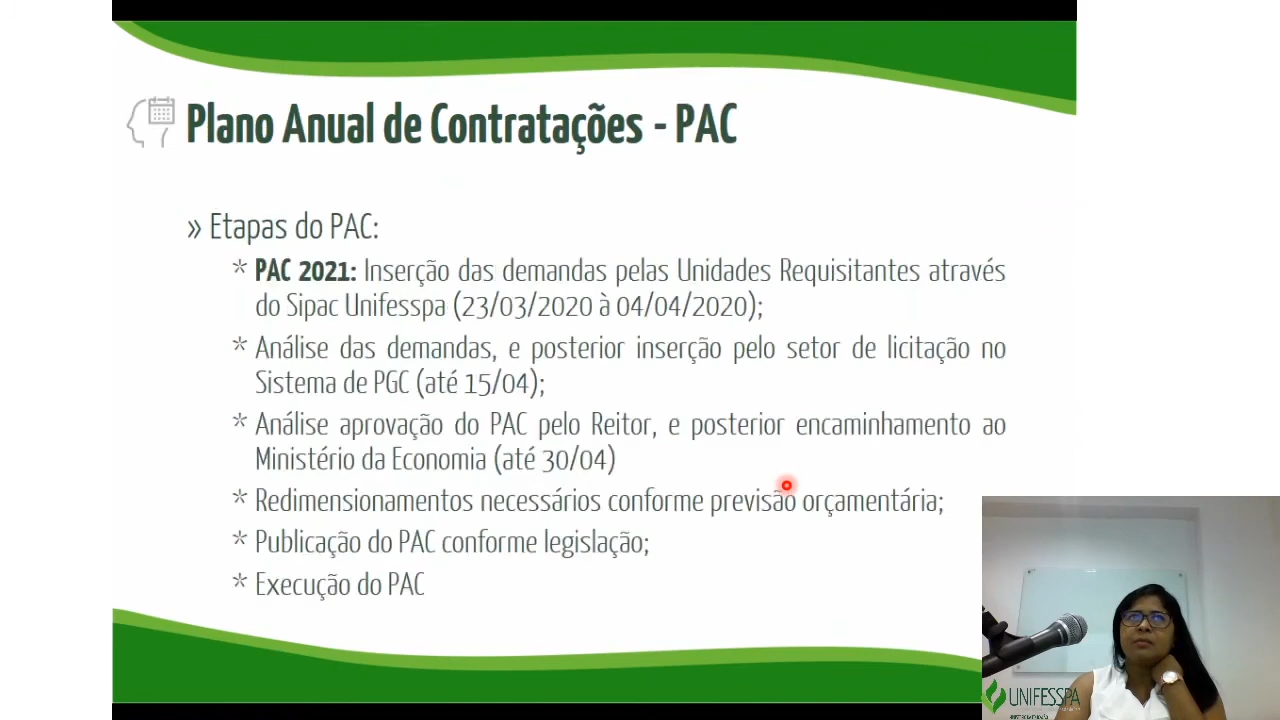 Plano Anual de Contratações - PAC
» Etapas do PAC:
* PAC 2021: Inserção das demandas pelas Unidades Requisitantes através
do Sipac Unifesspa (23/03/2020 à 04/04/2020);
* Análise das demandas, e posterior inserção pelo setor de licitação no
Sistema de PGC (até 15/04);
* Análise aprovação do PAC pelo Reitor, e posterior encaminhamento ao
Ministério da Economia (até 30/04)
* Redimensionamentos necessários conforme previsão orçamentária;
* Publicação do PAC conforme legislação;
* Execução do PAC
UNIFESSPA